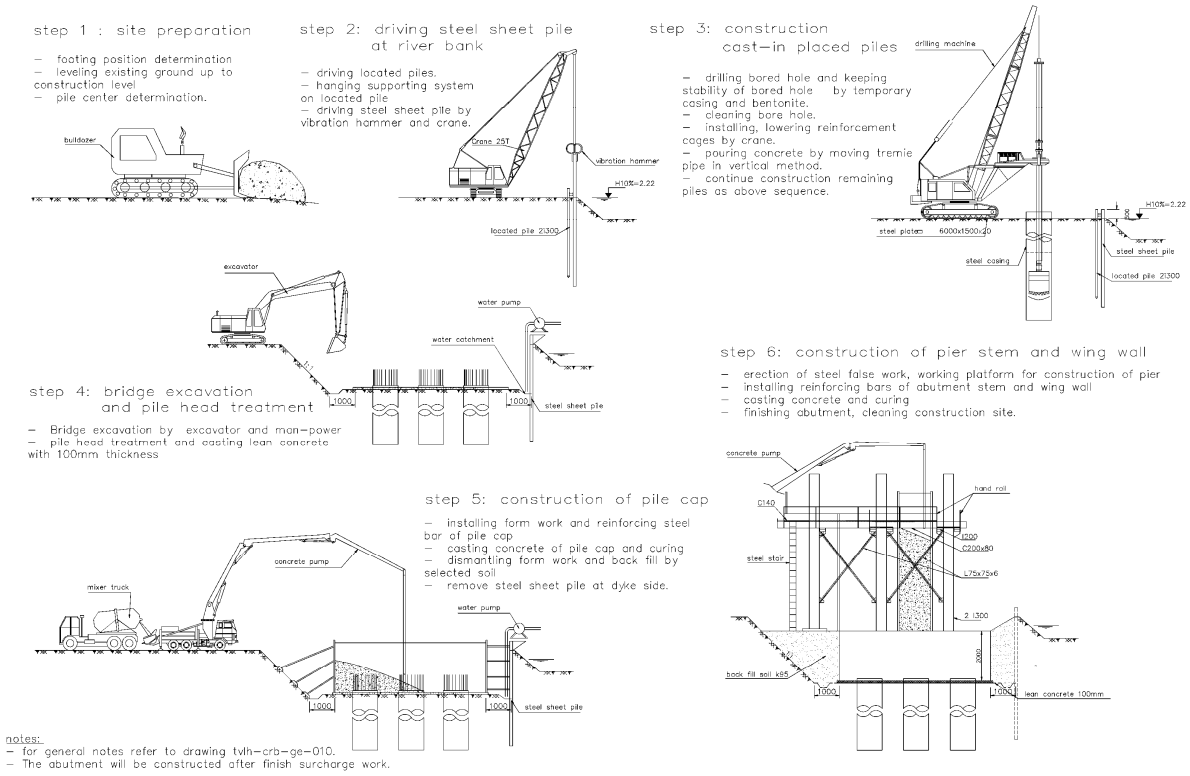 step 1 : site preparation
— footing position determination
— leveling existing ground up to
construction level
— pile center determination.
bulldozer
step 2: driving steel sheet pile
at river bank
— driving located piles.
— hanging supporting system
on located pile
— driving steel sheet pile by
vibration hammer and crane.
Crane 25T
vibration hammer
H10%=2.22
located pile 2I300
step 3: construction
cast-in placed piles
— drilling bored hole and keeping
stability of bored hole by temporary
casing and bentonite.
— cleaning bore hole.
— installing, lowering reinforcement
cages by crane.
— pouring concrete by maving tremie
pipe in vertical method.
— continue construction remaining
piles as above sequence.
drilling machine
H10%=2.22
steel plate 6000x1500x20
steel casing
steel sheet pile
located pile 2I300
excavator
1:1
water pump
water catchment
1000
1000
steel sheet pile
step 4: bridge excavation
and pile head treatment
— Bridge excavation by excavator and man-power
— pile head treatment and casting lean concrete
with 100mm thickness
step 5: construction of pile cap
— installing form work and reinforcing steel
bar of pile cap
— casting concrete of pile cap and curing
— dismantling form work and back fill by
selected soil
— remove steel sheet pile at dyke side.
mixer truck
concrete pump
water pump
1000
1000
steel sheet pile
step 6: construction of pier stem and wing wall
— erection of steel false work, working platform for construction of pier
— installing reinforcing bars of abutment stem and wing wall
— casting concrete and curing
— finishing abutment, cleaning construction site.
concrete pump
hand roll
C140
I200
C200x80
steel stair
L75x75x6
2 I300
2000
back fill soil k95
1000
1000
lean concrete 100mm
notes:
— for general notes refer to drawing tvlh-crb-ge-010.
— The abutment will be constructed after finish surcharge work.